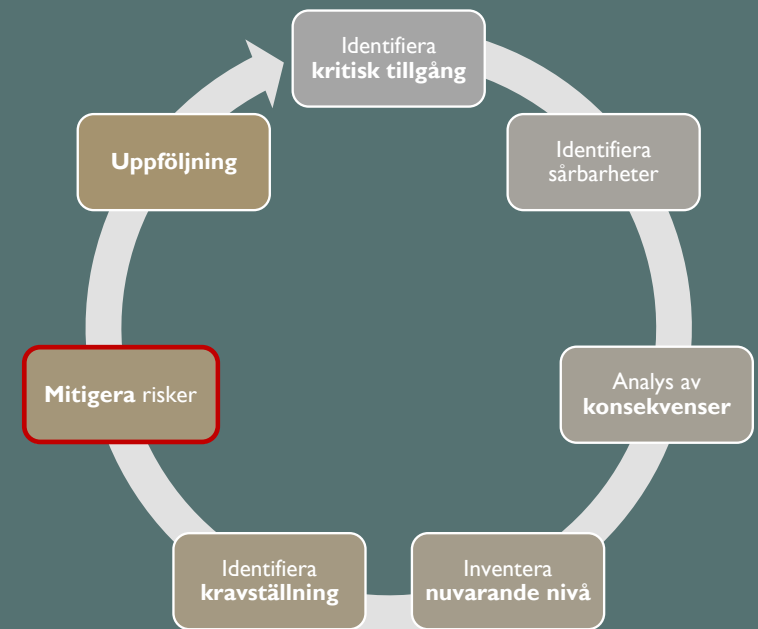 Identifiera
kritisk tillgång
Identifiera
sårbarheter
Analys av
konsekvenser
Inventera
nuvarande nivå
Identifiera
kravställning
Mitigera risker
Uppföljning